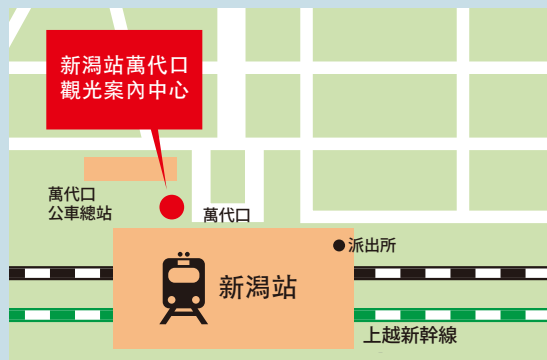 新潟站萬代口
觀光案內中心
萬代口
公車總站
萬代口
派出所
新潟站
上越新幹線